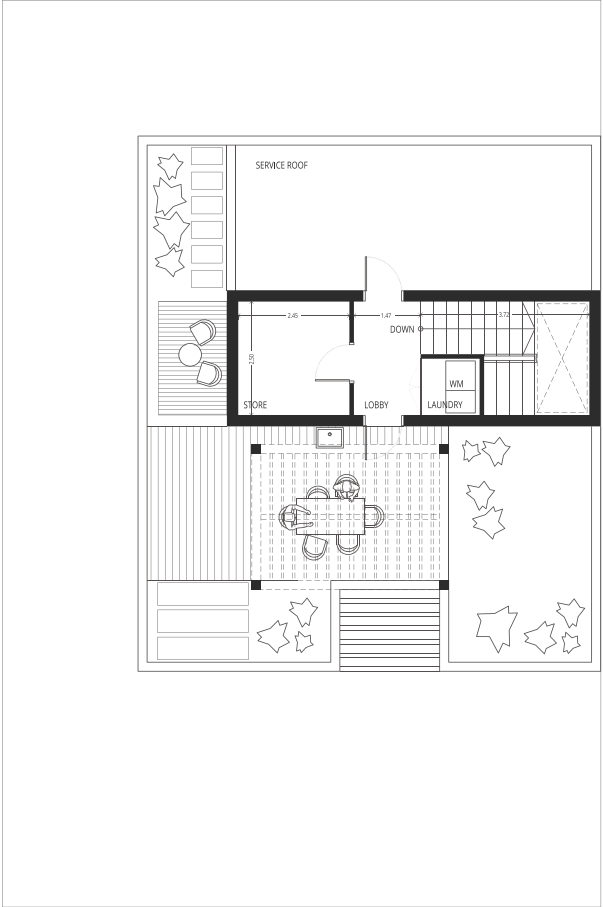 SERVICE ROOF
2.45
1.47
3.72
DOWN
2.50
WM
STORE
LOBBY
LAUNDRY